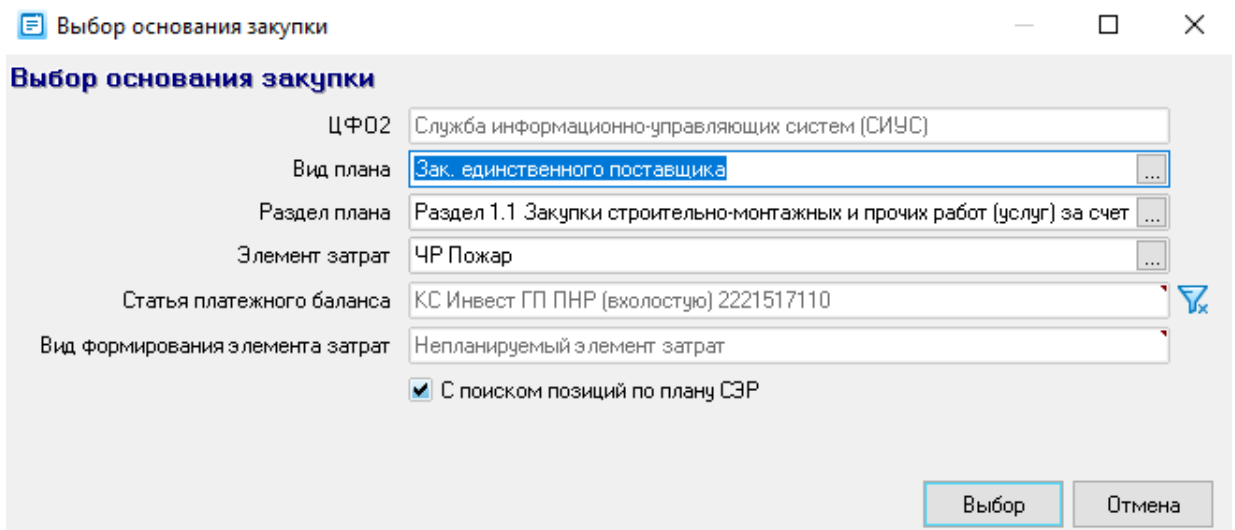 Выбор основания закупки
Выбор основания закупки
ЦФО2 Служба информационно-управляющих систем (СИУС)
Вид плана Зак. единственного поставщика ...
Раздел плана Раздел 1.1 Закупки строительно-монтажных и прочих работ (услуг) за счет ...
Элемент затрат ЧР Пожар ...
Статья платежного баланса КС Инвест ГП ПНР (вхолостую) 2221517110
Вид формирования элемента затрат Непланируемый элемент затрат
С поиском позиций по плану СЭР
Выбор Отмена